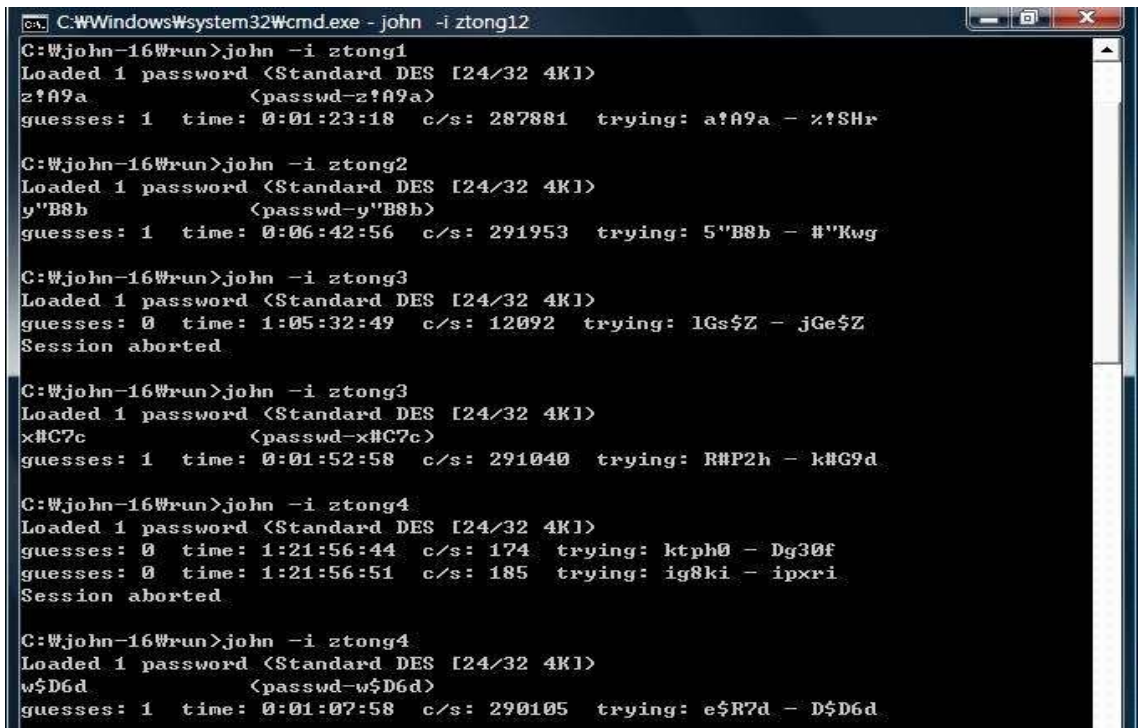 C:\Windows\system32\cmd.exe - john -i ztong12
C:₩john-16₩run>john -i ztong1
Loaded 1 password (Standard DES [24/32 4K])
z!A9a (passwd-z!A9a)
guesses: 1 time: 0:01:23:18 c/s: 287881 trying: a!A9a - %!SHr
C:₩john-16₩run>john -i ztong2
Loaded 1 password (Standard DES [24/32 4K])
y"B8b (passwd-y"B8b)
guesses: 1 time: 0:06:42:56 c/s: 291953 trying: 5"B8b - #"Kwg
C:₩john-16₩run>john -i ztong3
Loaded 1 password (Standard DES [24/32 4K])
guesses: 0 time: 1:05:32:49 c/s: 12092 trying: lGs$Z - jGe$Z
Session aborted
C:₩john-16₩run>john -i ztong3
Loaded 1 password (Standard DES [24/32 4K])
x#C7c (passwd-x#C7c)
guesses: 1 time: 0:01:52:58 c/s: 291040 trying: R#P2h - k#G9d
C:₩john-16₩run>john -i ztong4
Loaded 1 password (Standard DES [24/32 4K])
guesses: 0 time: 1:21:56:44 c/s: 174 trying: ktph0 - Dg30f
guesses: 0 time: 1:21:56:51 c/s: 185 trying: ig8ki - ipxri
Session aborted
C:₩john-16₩run>john -i ztong4
Loaded 1 password (Standard DES [24/32 4K])
w$D6d (passwd-w$D6d)
guesses: 1 time: 0:01:07:58 c/s: 290105 trying: e$R7d - D$D6d